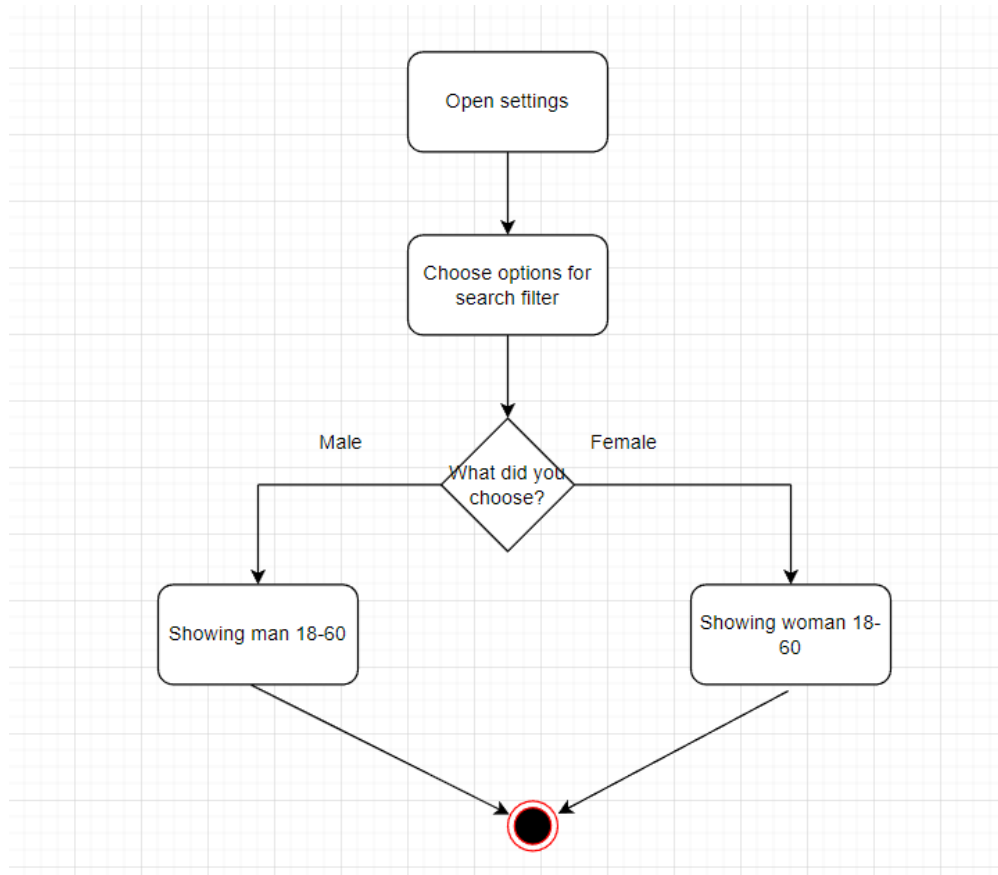 Open settings
Choose options for
search filter
Male
Female
What did you
choose?
Showing man 18-60
Showing woman 18-
60